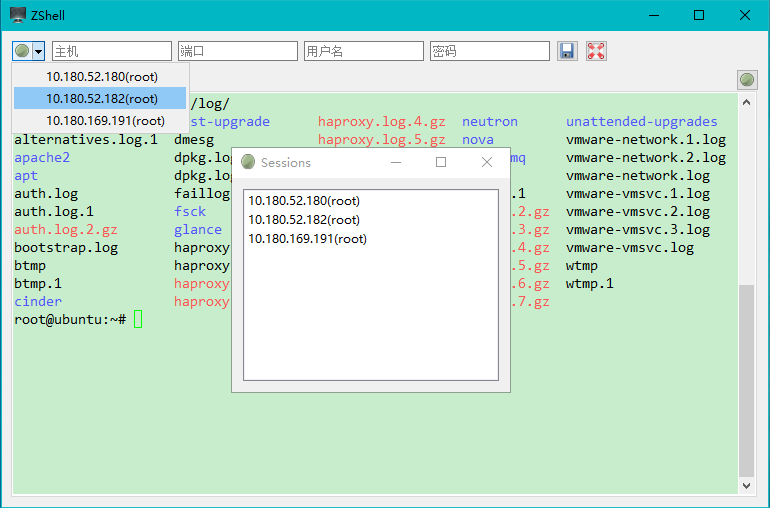 ZShell
主机 端口 用户名 密码
10.180.52.180(root)
10.180.52.182(root)
10.180.169.191(root)
/log/
st-upgrade haproxy.log.4.gz neutron unattended-upgrades
alternatives.log.1 dmesg haproxy.log.5.gz nova vmware-network.1.log
apache2 dpkg.lo mq vmware-network.2.log
apt dpkg.lo vmware-network.log
auth.log faillog .1 vmware-vmsvc.1.log
auth.log.1 fsck .2.gz vmware-vmsvc.2.log
auth.log.2.gz glance .3.gz vmware-vmsvc.3.log
bootstrap.log haproxy .4.gz vmware-vmsvc.log
btmp haproxy .5.gz wtmp
btmp.1 haproxy .6.gz wtmp.1
cinder haproxy .7.gz
root@ubuntu:~#
Sessions
10.180.52.180(root)
10.180.52.182(root)
10.180.169.191(root)